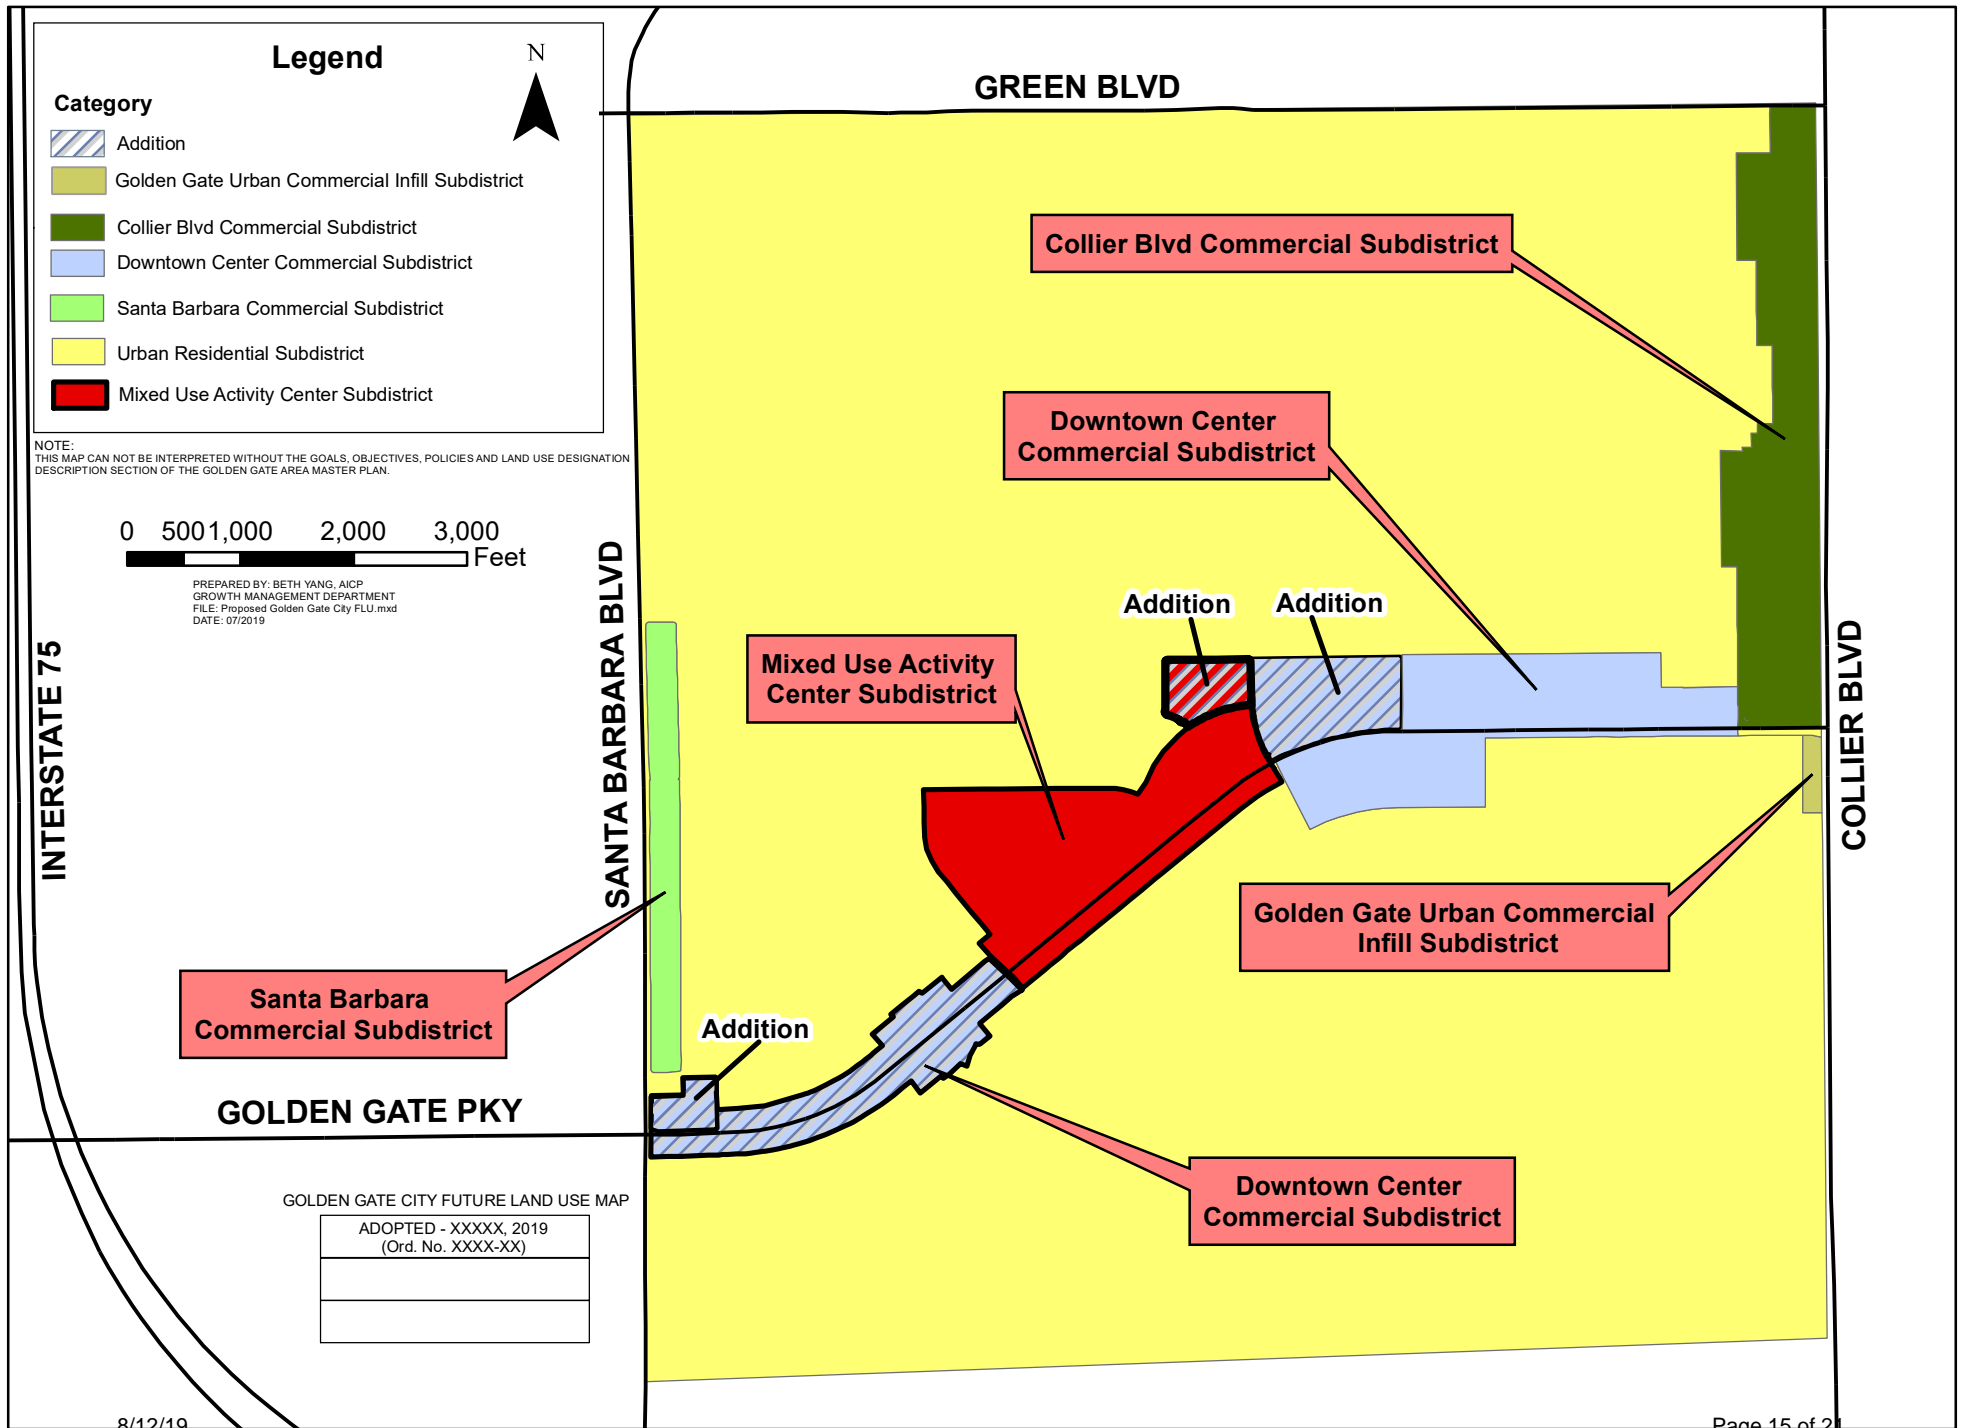 Legend
N
Category
Addition
Golden Gate Urban Commercial Infill Subdistrict
Collier Blvd Commercial Subdistrict
Downtown Center Commercial Subdistrict
Santa Barbara Commercial Subdistrict
Urban Residential Subdistrict
Mixed Use Activity Center Subdistrict
NOTE:
THIS MAP CAN NOT BE INTERPRETED WITHOUT THE GOALS, OBJECTIVES, POLICIES AND LAND USE DESIGNATION
DESCRIPTION SECTION OF THE GOLDEN GATE AREA MASTER PLAN.
0 500 1,000 2,000 3,000
Feet
PREPARED BY: BETH YANG, AICP
GROWTH MANAGEMENT DEPARTMENT
FILE: Proposed Golden Gate City FLU.mxd
DATE: 07/2019
GREEN BLVD
Collier Blvd Commercial Subdistrict
Downtown Center
Commercial Subdistrict
Addition
Addition
Mixed Use Activity
Center Subdistrict
INTERSTATE 75
SANTA BARBARA BLVD
COLLIER BLVD
Golden Gate Urban Commercial
Infill Subdistrict
Santa Barbara
Commercial Subdistrict
Addition
GOLDEN GATE PKY
Downtown Center
Commercial Subdistrict
GOLDEN GATE CITY FUTURE LAND USE MAP
ADOPTED - XXXXX, 2019
(Ord. No. XXXX-XX)
8/12/19
Page 15 of 21